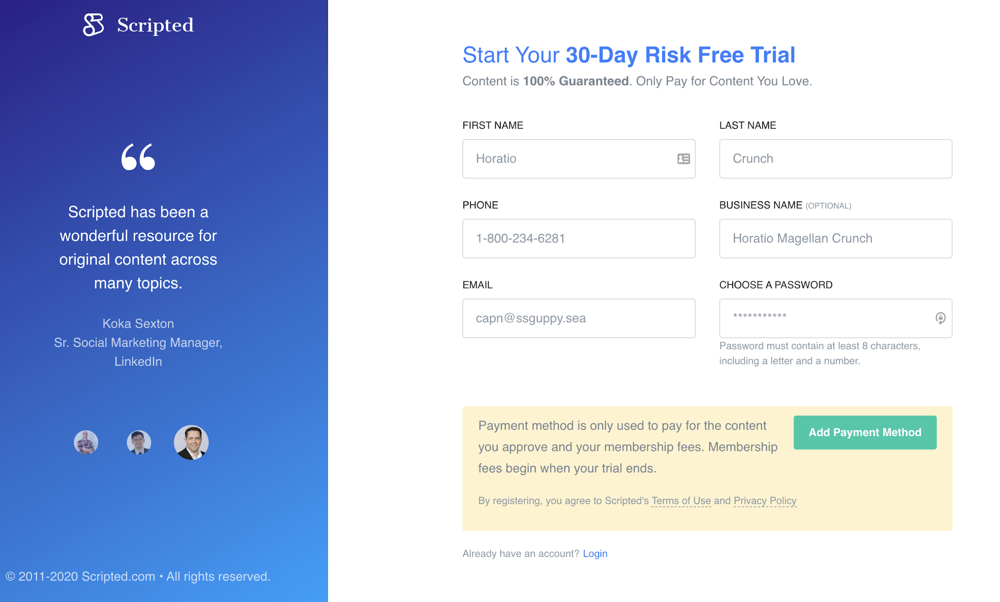 Scripted
“
Scripted has been a
wonderful resource for
original content across
many topics.
Koka Sexton
Sr. Social Marketing Manager,
LinkedIn
© 2011-2020 Scripted.com • All rights reserved.
Start Your 30-Day Risk Free Trial
Content is 100% Guaranteed. Only Pay for Content You Love.
FIRST NAME
Horatio
LAST NAME
Crunch
PHONE
1-800-234-6281
BUSINESS NAME (OPTIONAL)
Horatio Magellan Crunch
EMAIL
capn@ssguppy.sea
CHOOSE A PASSWORD
***********
Password must contain at least 8 characters,
including a letter and a number.
Payment method is only used to pay for the content
you approve and your membership fees. Membership
fees begin when your trial ends.
Add Payment Method
By registering, you agree to Scripted's Terms of Use and Privacy Policy
Already have an account? Login